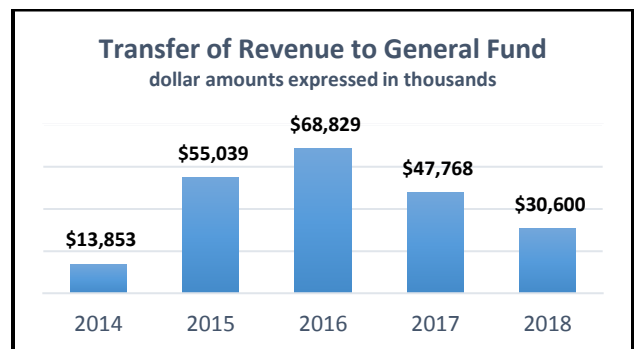 Transfer of Revenue to General Fund
dollar amounts expressed in thousands
$68,829
$55,039
$47,768
$30,600
$13,853
2014 2015 2016 2017 2018